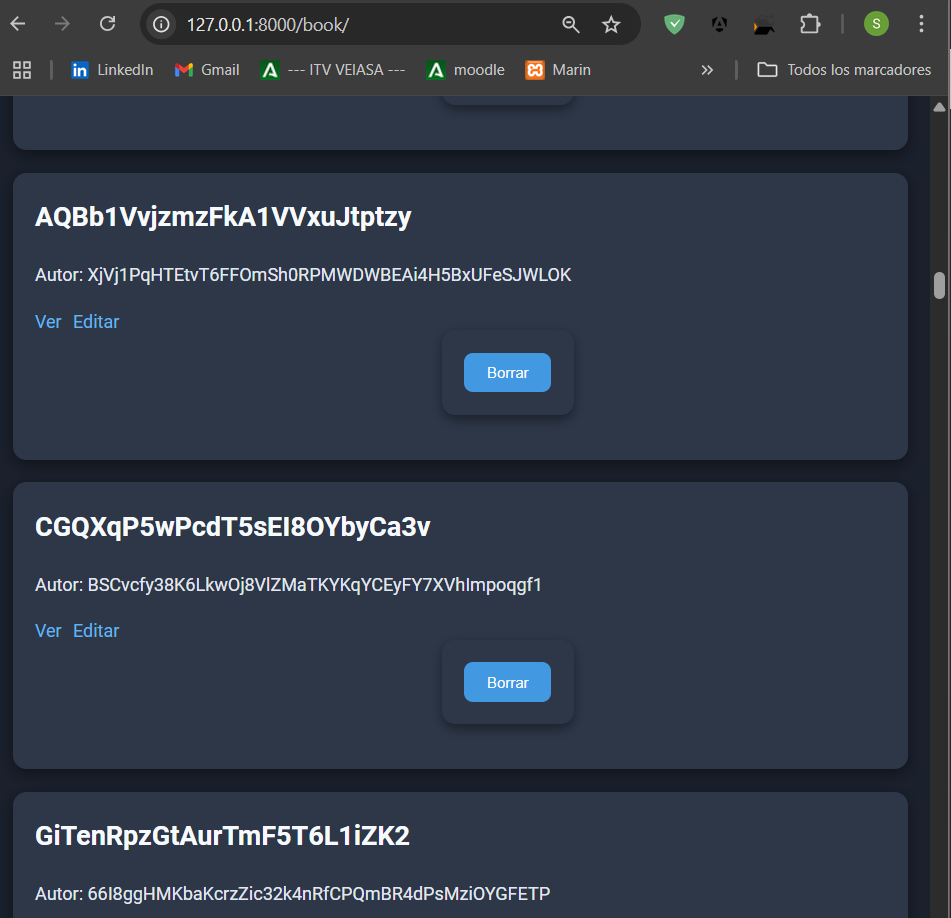 127.0.0.1:8000/book/
S
LinkedIn Gmail --- ITV VEIASA --- moodle Marin Todos los marcadores
AQBb1VvjzmzFkA1VVxuJtptzy
Autor: XjVj1PqHTEtvT6FFOmSh0RPMWDWBEAi4H5BxUFeSJWLOK
Ver Editar
Borrar
CGQXqP5wPcdT5sEI8OYbyCa3v
Autor: BSCvcfy38K6LkwOj8VlZMaTKYKqYCEyFY7XVhImpoqgf1
Ver Editar
Borrar
GiTenRpzGtAurTmF5T6L1iZK2
Autor: 66I8ggHMKbaKcrzZic32k4nRfCPQmBR4dPsMziOYGFETP